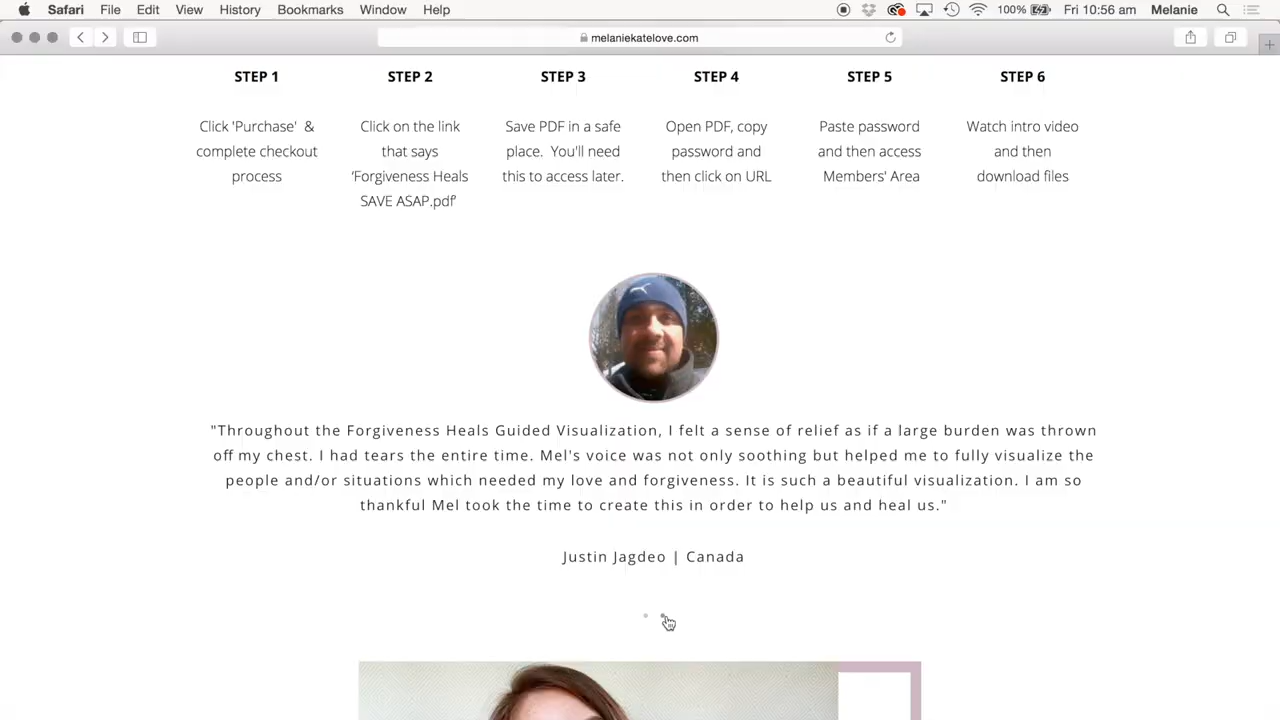 Safari File Edit View History Bookmarks Window Help 100% Fri 10:56 am Melanie
melaniekatelove.com
STEP 1
Click 'Purchase' &
complete checkout
process
STEP 2
Click on the link
that says
‘Forgiveness Heals
SAVE ASAP.pdf’
STEP 3
Save PDF in a safe
place. You'll need
this to access later.
STEP 4
Open PDF, copy
password and
then click on URL
STEP 5
Paste password
and then access
Members' Area
STEP 6
Watch intro video
and then
download files
"Throughout the Forgiveness Heals Guided Visualization, I felt a sense of relief as if a large burden was thrown
off my chest. I had tears the entire time. Mel's voice was not only soothing but helped me to fully visualize the
people and/or situations which needed my love and forgiveness. It is such a beautiful visualization. I am so
thankful Mel took the time to create this in order to help us and heal us."
Justin Jagdeo | Canada